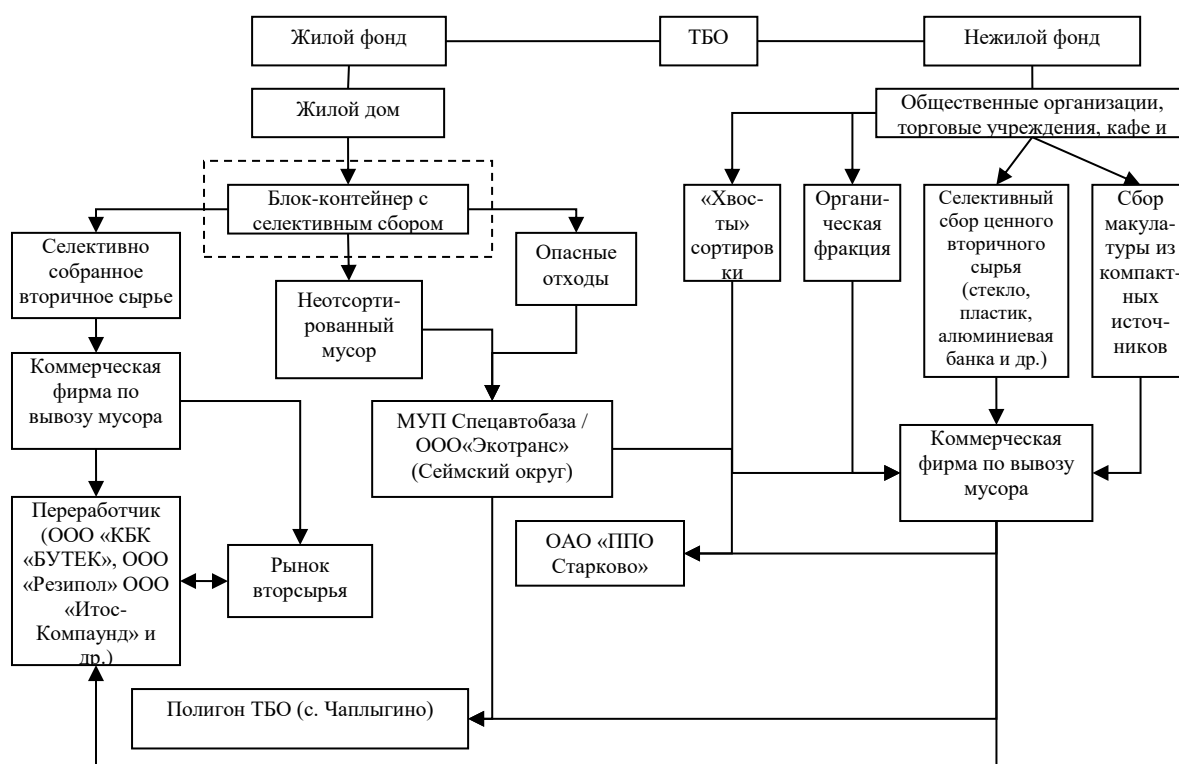 Жилой фонд
ТБО
Нежилой фонд
Жилой дом
Общественные организации,
торговые учреждения, кафе и
Блок-контейнер с
селективным сбором
«Хвос-
ты»
сортиров
ки
Органи-
ческая
фракция
Селективный
сбор ценного
вторичного
сырья
(стекло,
пластик,
алюминиевая
банка и др.)
Сбор
макула-
туры из
компакт-
ных
источ-
ников
Селективно
собранное
вторичное сырье
Неотсорти-
рованный
мусор
Опасные
отходы
Коммерческая
фирма по
вывозу мусора
МУП Спецавтобаза /
ООО«Экотранс»
(Сеймский округ)
Коммерческая
фирма по вывозу
мусора
Переработчик
(ООО «КБК
«БУТЕК», ООО
«Резипол» ООО
«Итос-
Компаунд» и
др.)
Рынок
вторсырья
ОАО «ППО
Старково»
Полигон ТБО (с. Чаплыгино)